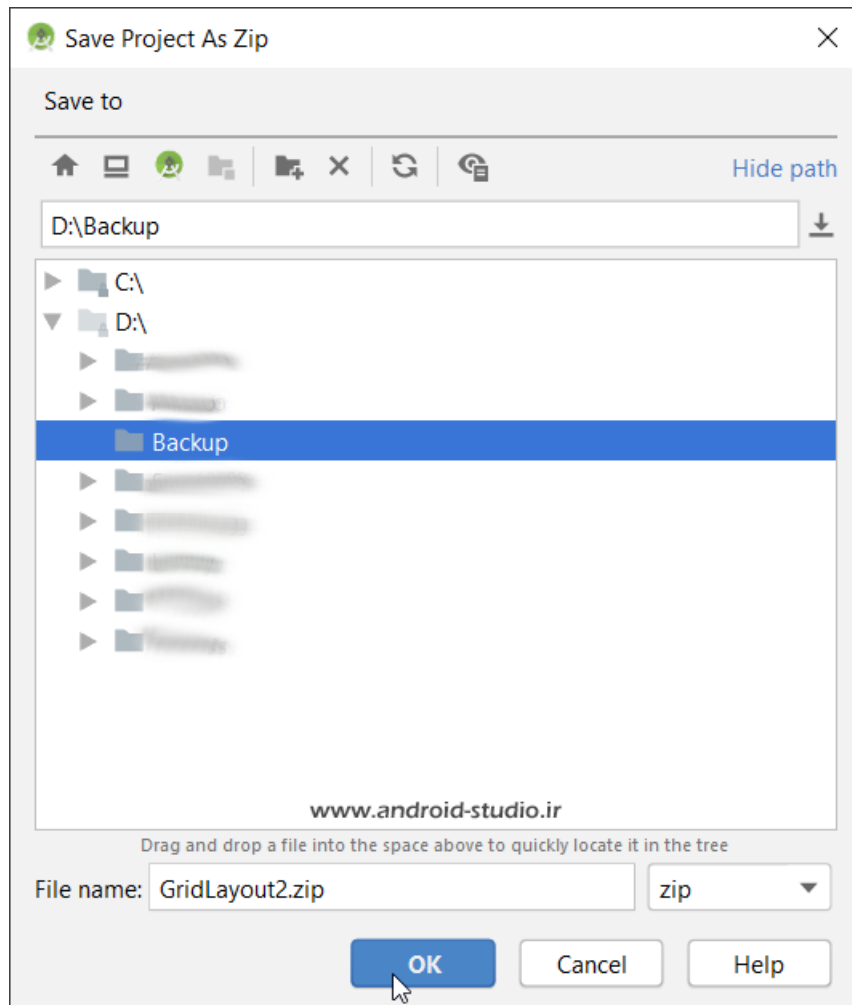 Save Project As Zip
Save to
Hide path
D:\Backup
C:\
D:\
Backup
www.android-studio.ir
Drag and drop a file into the space above to quickly locate it in the tree
File name: GridLayout2.zip zip
OK Cancel Help